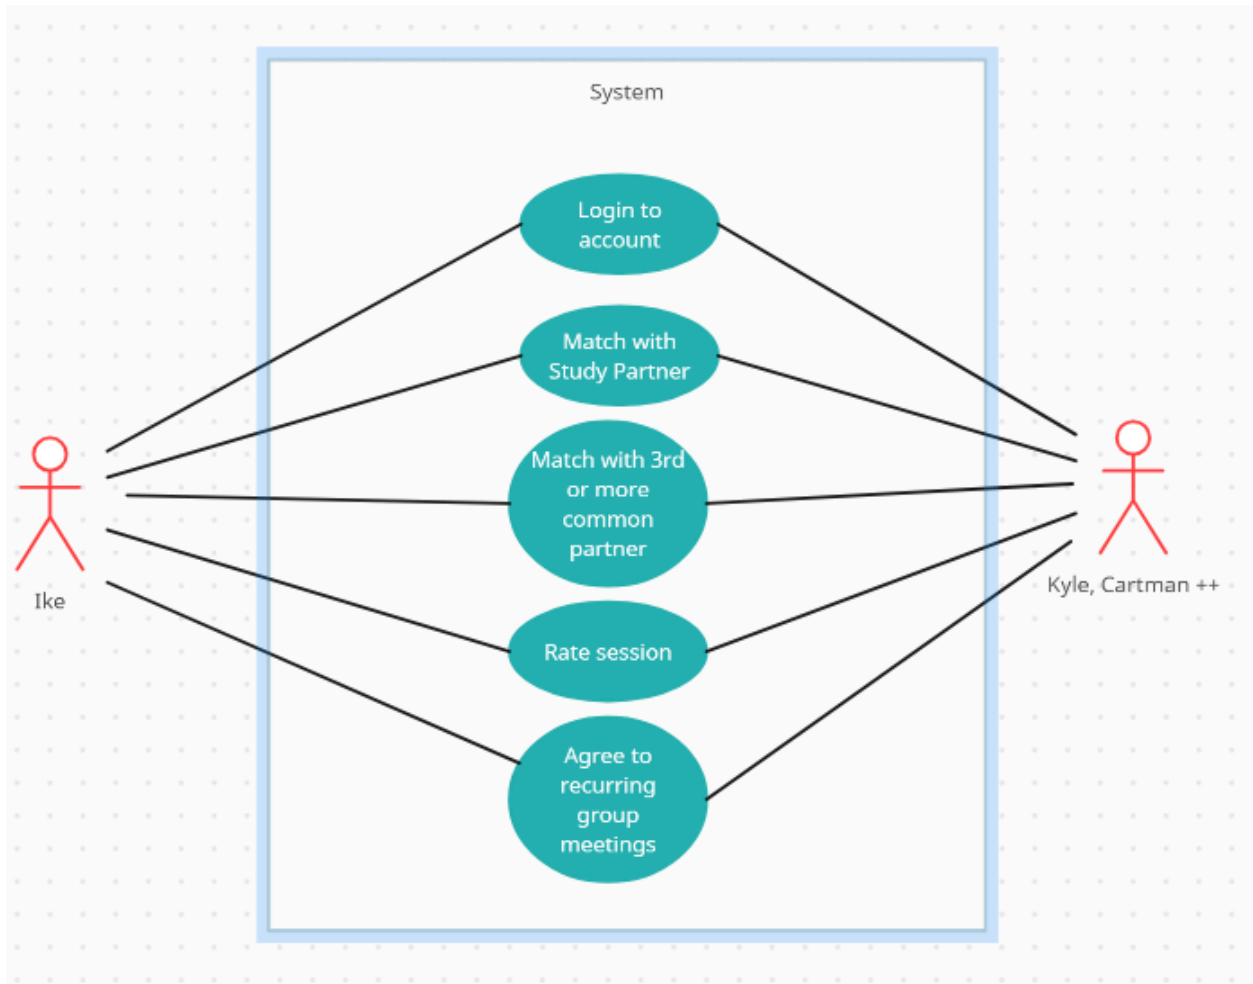 System
Login to
account
Match with
Study Partner
Match with 3rd
or more
common
partner
Rate session
Agree to
recurring
group
meetings
Ike
Kyle, Cartman ++